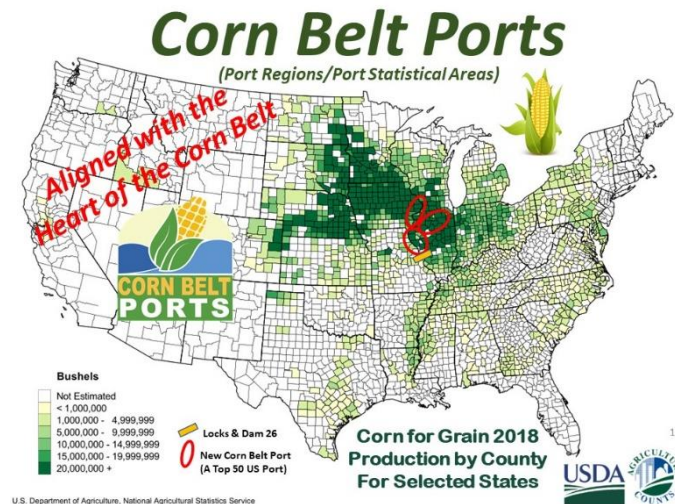 Corn Belt Ports
(Port Regions/Port Statistical Areas)
Aligned with the
Heart of the Corn Belt
CORN BELT
PORTS
Bushels
Not Estimated
< 1,000,000
1,000,000 - 4,999,999
5,000,000 - 9,999,999
10,000,000 - 14,999,999
15,000,000 - 19,999,999
20,000,000 +
Locks & Dam 26
New Corn Belt Port
(A Top 50 US Port)
Corn for Grain 2018
Production by County
For Selected States
1
USDA
AGRICULTURE
COUNTS
U.S. Department of Agriculture, National Agricultural Statistics Service